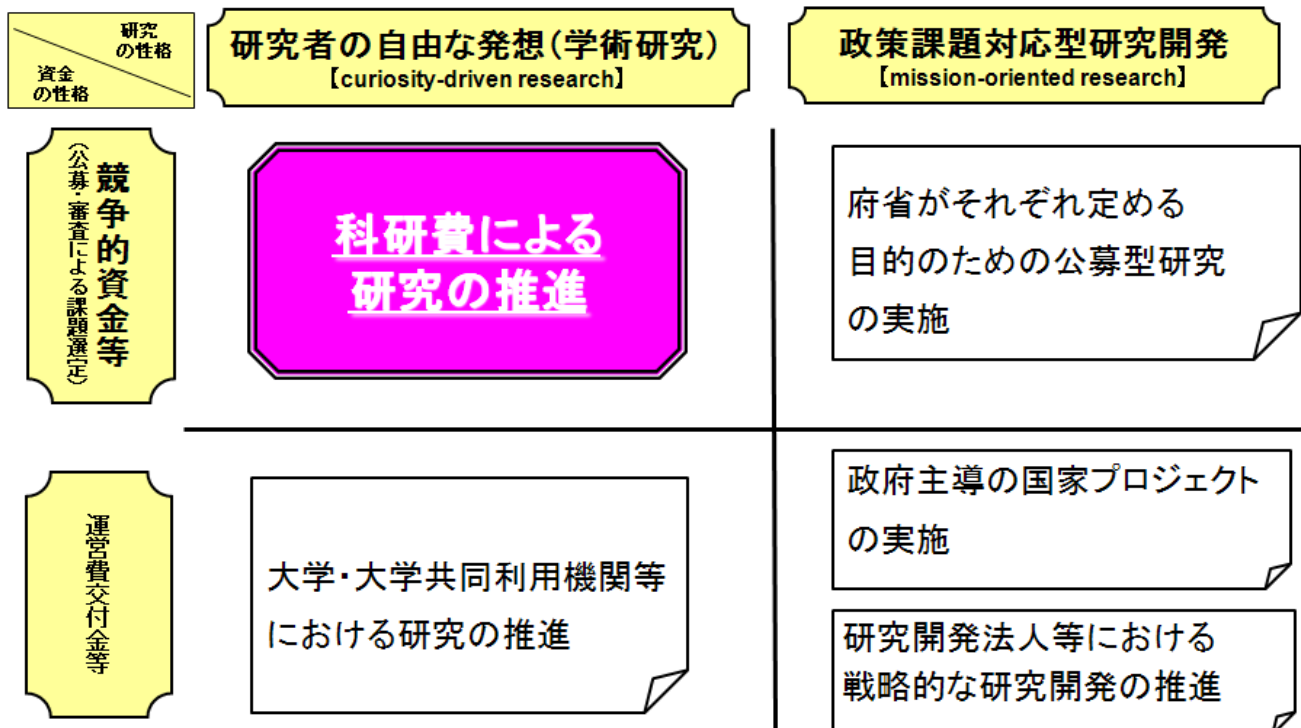 研究
の性格
資金
の性格
研究者の自由な発想(学術研究)
【curiosity-driven research】
政策課題対応型研究開発
【mission-oriented research】
競争的資金等
(公募・審査による課題選定)
科研費による
研究の推進
府省がそれぞれ定める
目的のための公募型研究
の実施
運営費交付金等
大学・大学共同利用機関等
における研究の推進
政府主導の国家プロジェクト
の実施
研究開発法人等における
戦略的な研究開発の推進